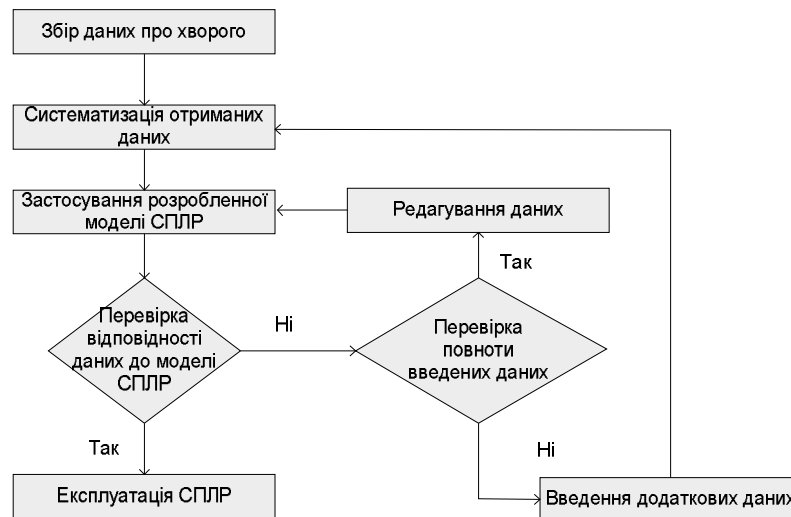 Збір даних про хворого
Систематизація отриманих
даних
Застосування розробленної
моделі СПЛР
Редагування даних
Так
Перевірка
відповідності
даних до моделі
СПЛР
Ні
Перевірка
повноти
введених даних
Так
Ні
Експлуатація СПЛР
Введення додаткових даних